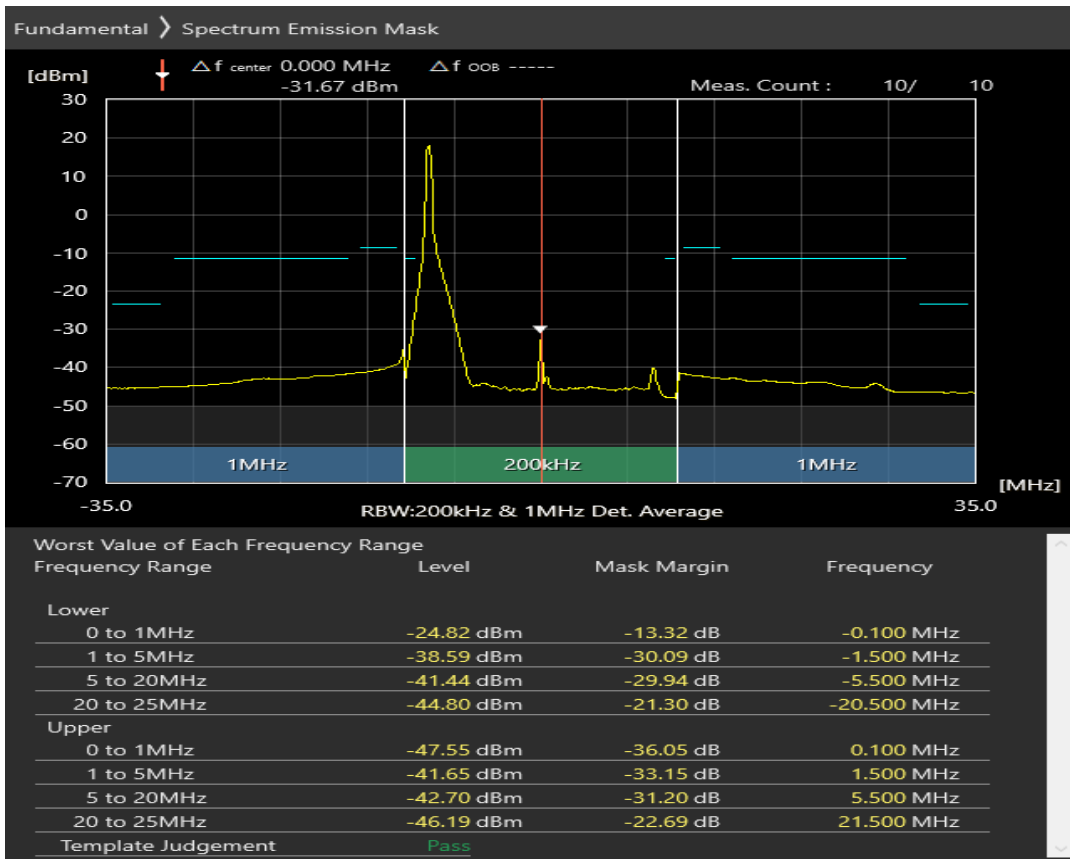 Fundamental ❯ Spectrum Emission Mask
△f center 0.000 MHz △f OOB -----
[dBm] -31.67 dBm Meas. Count : 10/ 10
30
20
10
0
-10
-20
-30
-40
-50
-60
1MHz 200kHz 1MHz
-70
[MHz]
-35.0 RBW:200kHz & 1MHz Det. Average 35.0
Worst Value of Each Frequency Range
Frequency Range Level Mask Margin Frequency
Lower
0 to 1MHz -24.82 dBm -13.32 dB -0.100 MHz
1 to 5MHz -38.59 dBm -30.09 dB -1.500 MHz
5 to 20MHz -41.44 dBm -29.94 dB -5.500 MHz
20 to 25MHz -44.80 dBm -21.30 dB -20.500 MHz
Upper
0 to 1MHz -47.55 dBm -36.05 dB 0.100 MHz
1 to 5MHz -41.65 dBm -33.15 dB 1.500 MHz
5 to 20MHz -42.70 dBm -31.20 dB 5.500 MHz
20 to 25MHz -46.19 dBm -22.69 dB 21.500 MHz
Template Judgement Pass